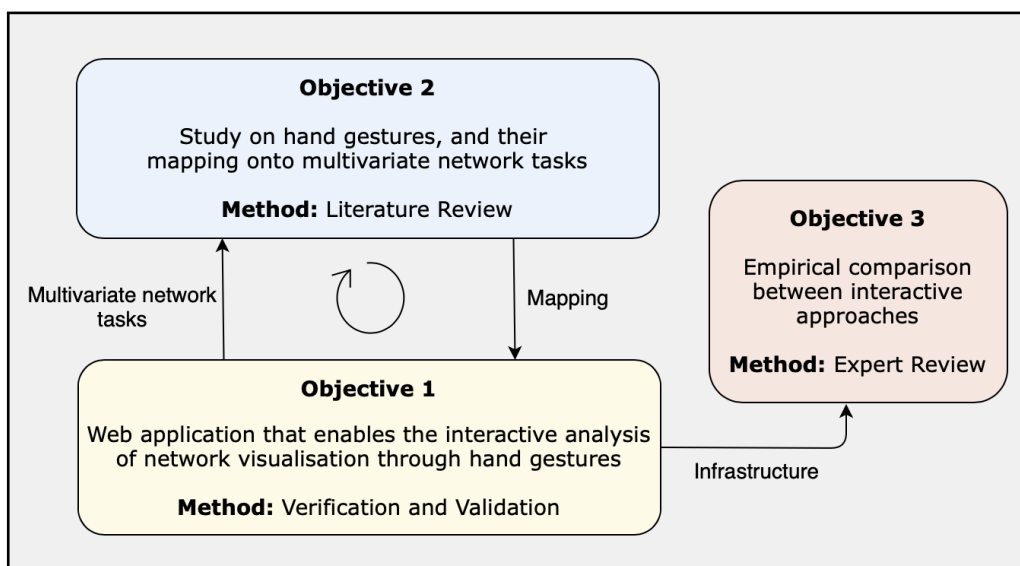 Objective 2
Study on hand gestures, and their
mapping onto multivariate network tasks
Method: Literature Review
Multivariate network
tasks
Mapping
Objective 1
Web application that enables the interactive analysis
of network visualisation through hand gestures
Method: Verification and Validation
Infrastructure
Objective 3
Empirical comparison
between interactive
approaches
Method: Expert Review